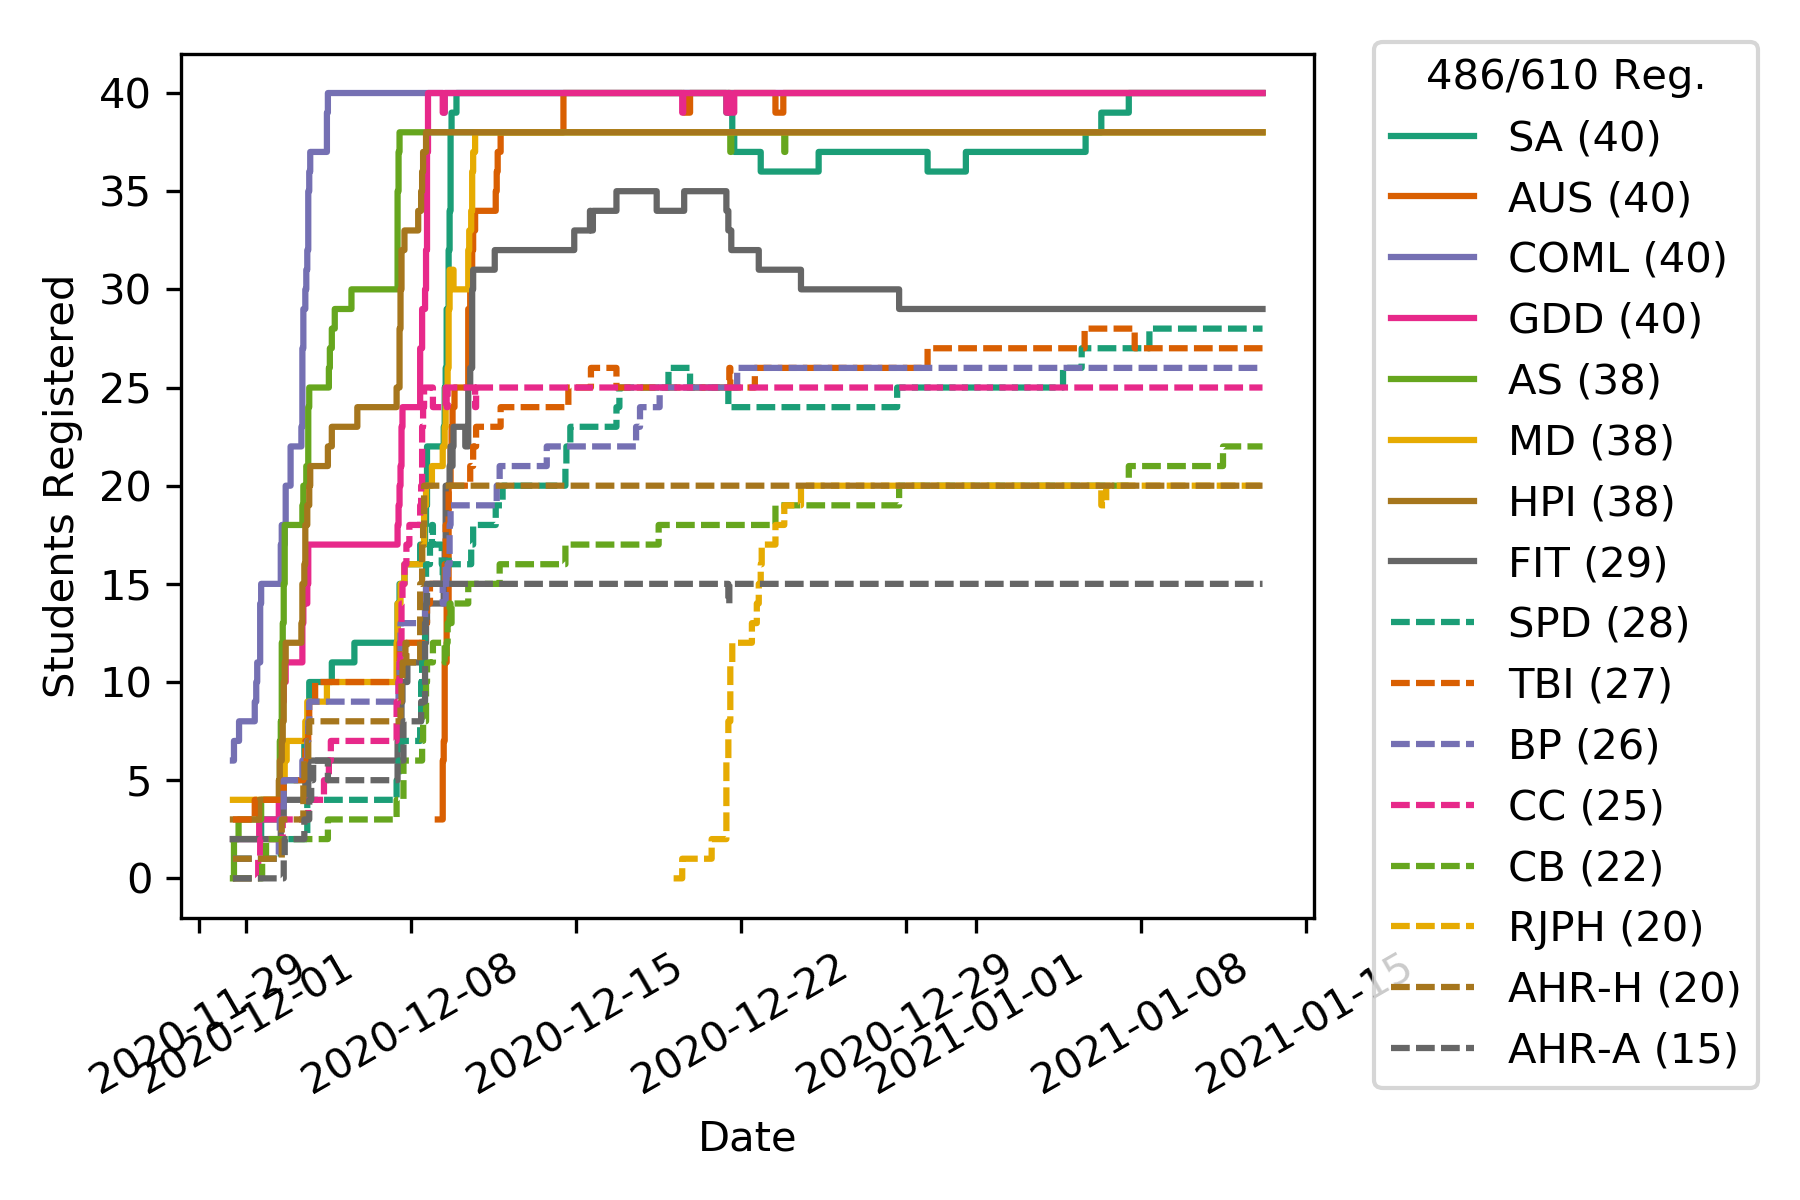 40
35
30
25
20
15
10
5
0
Students Registered
2020-11-29
2020-12-01
2020-12-08
2020-12-15
2020-12-22
2020-12-29
2021-01-01
2021-01-08
2021-01-15
Date
486/610 Reg.
SA (40)
AUS (40)
COML (40)
GDD (40)
AS (38)
MD (38)
HPI (38)
FIT (29)
SPD (28)
TBI (27)
BP (26)
CC (25)
CB (22)
RJPH (20)
AHR-H (20)
AHR-A (15)